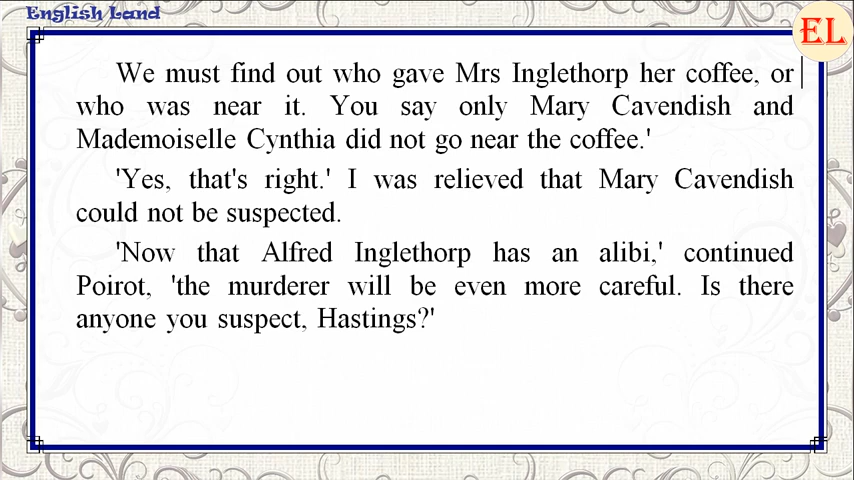 English Land
EL
We must find out who gave Mrs Inglethorp her coffee, or
who was near it. You say only Mary Cavendish and
Mademoiselle Cynthia did not go near the coffee.'
'Yes, that's right.' I was relieved that Mary Cavendish
could not be suspected.
'Now that Alfred Inglethorp has an alibi,' continued
Poirot, 'the murderer will be even more careful. Is there
anyone you suspect, Hastings?'